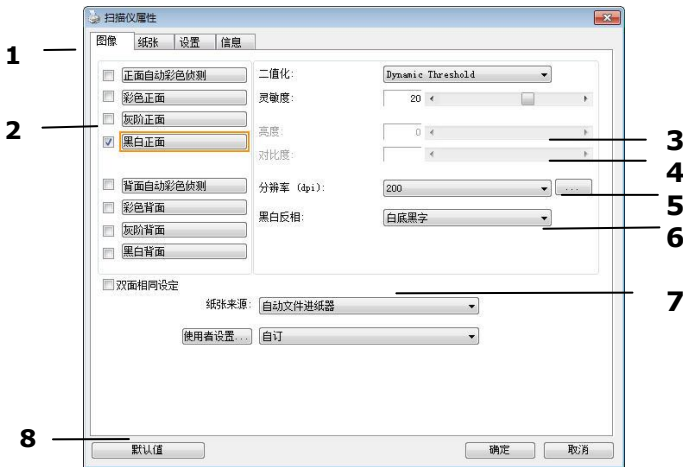 扫描仪属性
图像 纸张 设置 信息
1
正面自动彩色侦测 二值化: Dynamic Threshold
彩色正面 灵敏度: 20
2
灰阶正面
黑白正面 亮度: 0
3
对比度:
4
背面自动彩色侦测 分辨率 (dpi): 200 ...
5
彩色背面 黑白反相: 白底黑字
6
灰阶背面
黑白背面
双面相同设定
7
纸张来源: 自动文件进纸器
使用者设置... 自订
8
默认值 确定 取消